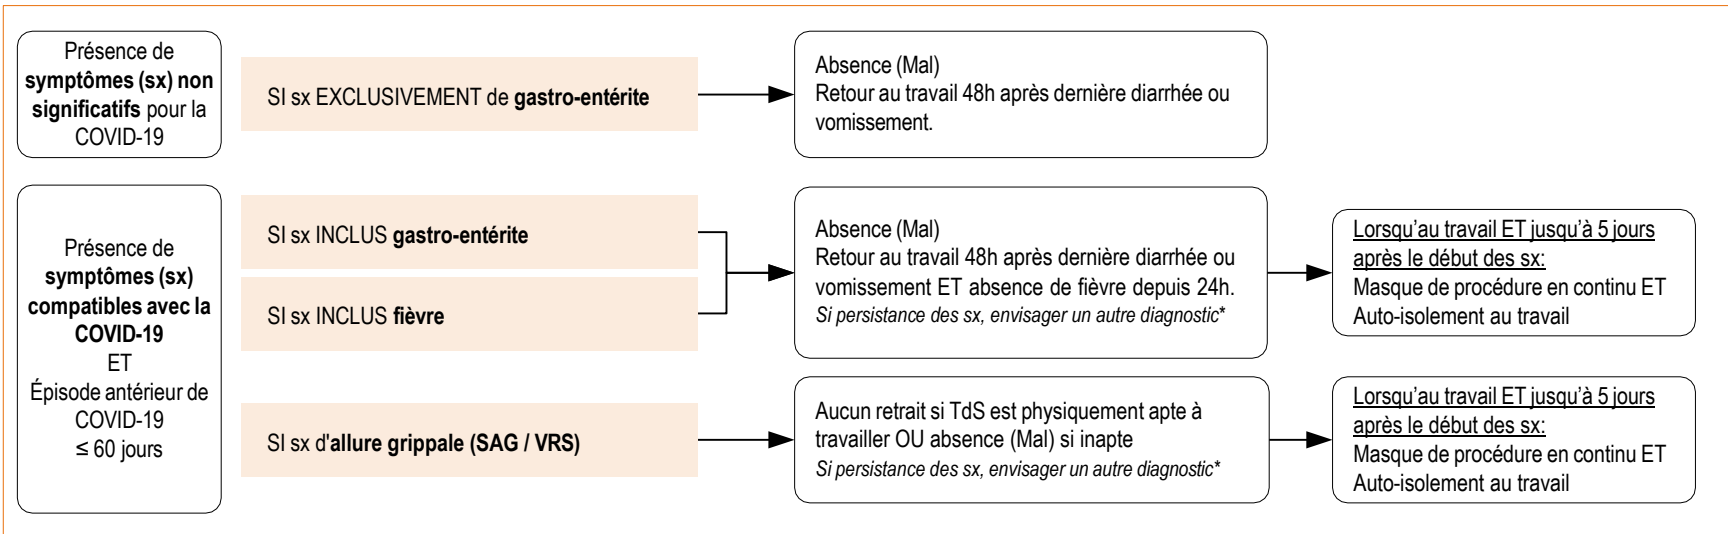 Présence de
symptômes (sx) non
significatifs pour la
COVID-19
SI sx EXCLUSIVEMENT de gastro-entérite
Absence (Mal)
Retour au travail 48h après dernière diarrhée ou
vomissement.
Présence de
symptômes (sx)
compatibles avec la
COVID-19
ET
Épisode antérieur de
COVID-19
≤ 60 jours
SI sx INCLUS gastro-entérite
SI sx INCLUS fièvre
Absence (Mal)
Retour au travail 48h après dernière diarrhée ou
vomissement ET absence de fièvre depuis 24h.
Si persistance des sx, envisager un autre diagnostic*
Lorsqu'au travail ET jusqu'à 5 jours
après le début des sx:
Masque de procédure en continu ET
Auto-isolement au travail
SI sx d'allure grippale (SAG / VRS)
Aucun retrait si TdS est physiquement apte à
travailler OU absence (Mal) si inapte
Si persistance des sx, envisager un autre diagnostic*
Lorsqu'au travail ET jusqu'à 5 jours
après le début des sx:
Masque de procédure en continu ET
Auto-isolement au travail